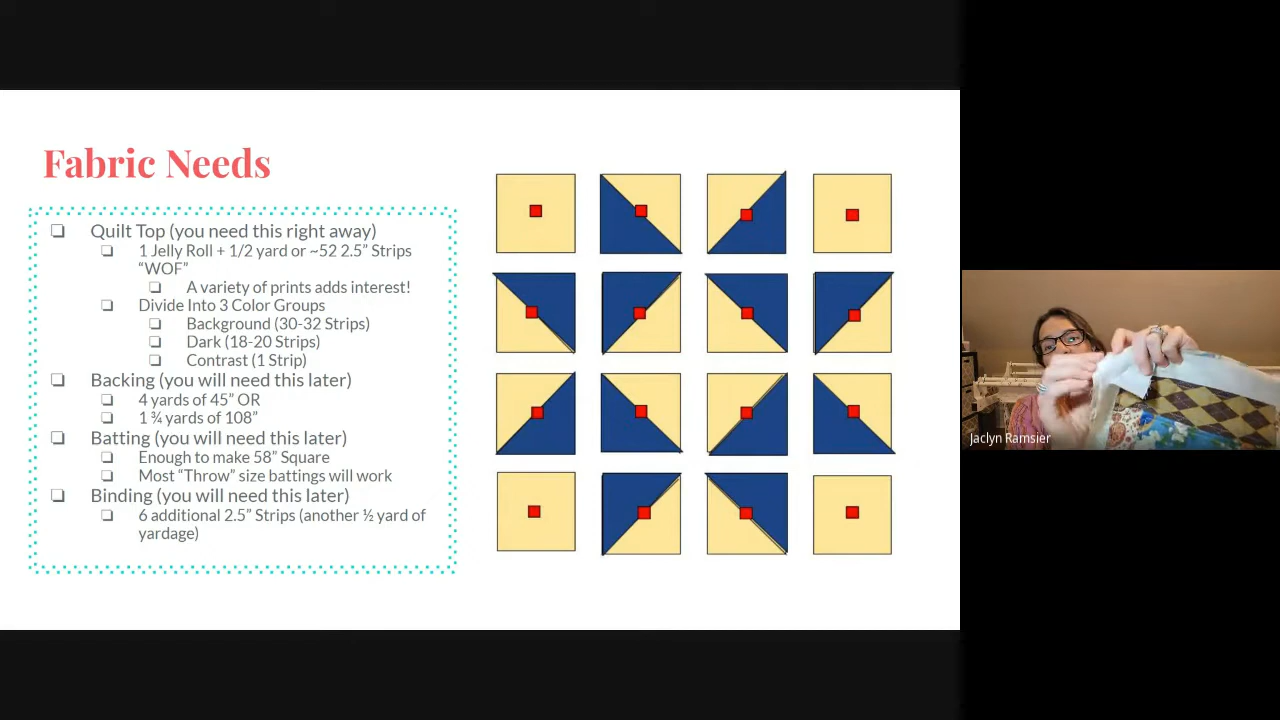 Fabric Needs
Quilt Top (you need this right away)
1 Jelly Roll + 1/2 yard or ~52 2.5” Strips
“WOF”
A variety of prints adds interest!
Divide Into 3 Color Groups
Background (30-32 Strips)
Dark (18-20 Strips)
Contrast (1 Strip)
Backing (you will need this later)
4 yards of 45” OR
1 ¾ yards of 108”
Batting (you will need this later)
Enough to make 58” Square
Most “Throw” size battings will work
Binding (you will need this later)
6 additional 2.5” Strips (another ½ yard of
yardage)
Jaclyn Ramsier